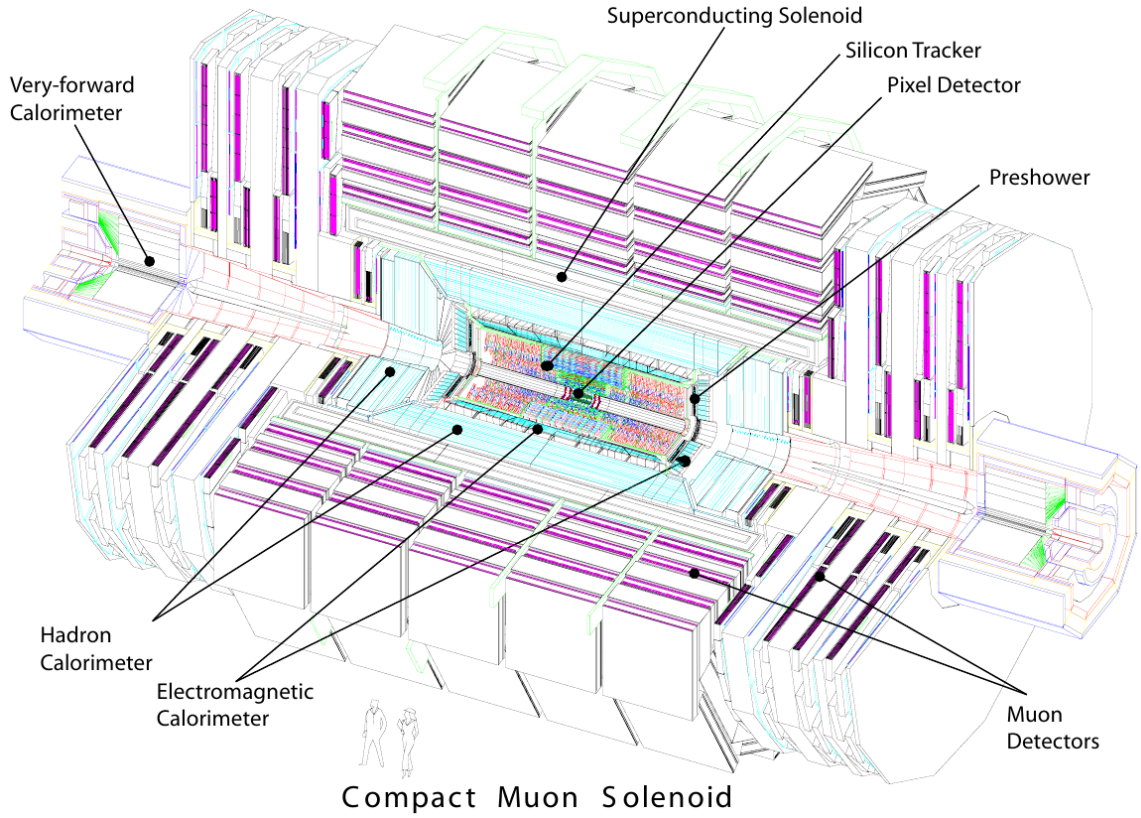 Superconducting Solenoid
Silicon Tracker
Pixel Detector
Very-forward
Calorimeter
Preshower
Hadron
Calorimeter
Electromagnetic
Calorimeter
Muon
Detectors
Compact Muon Solenoid